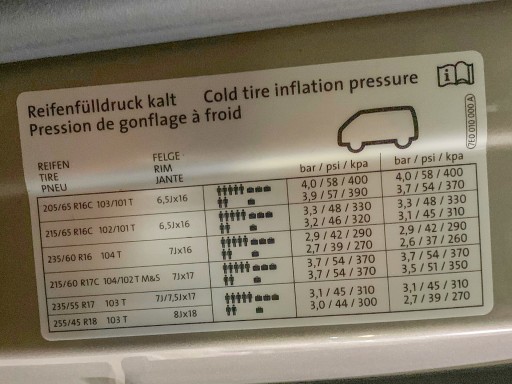 Reifenfülldruck kalt Cold tire inflation pressure
Pression de gonflage à froid
7E0 010 000 A
REIFEN FELGE
TIRE RIM bar / psi / kpa bar / psi / kpa
PNEU JANTE
205/65 R16C 103/101 T 6,5Jx16 4,0 / 58 / 400 4,0 / 58 / 400
3,9 / 57 / 390 3,7 / 54 / 370
215/65 R16C 102/101 T 6,5Jx16 3,3 / 48 / 330 3,3 / 48 / 330
3,2 / 46 / 320 3,1 / 45 / 310
235/60 R16 104 T 7Jx16 2,9 / 42 / 290 2,9 / 42 / 290
2,7 / 39 / 270 2,6 / 37 / 260
215/60 R17C 104/102 T M&S 7Jx17 3,7 / 54 / 370 3,7 / 54 / 370
3,7 / 54 / 370 3,5 / 51 / 350
235/55 R17 103 T 7J/7,5Jx17 3,1 / 45 / 310 3,1 / 45 / 310
255/45 R18 103 T 8Jx18 3,0 / 44 / 300 2,7 / 39 / 270